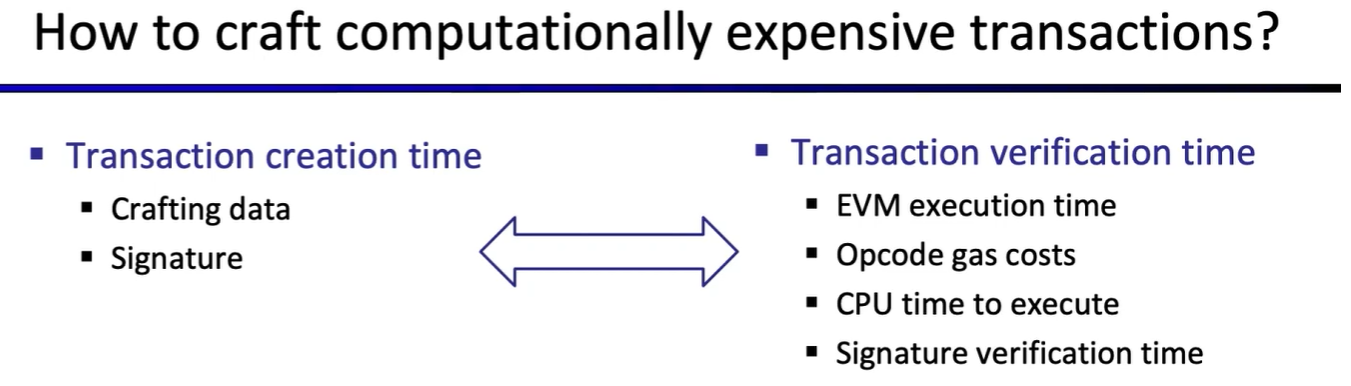 How to craft computationally expensive transactions?
▪ Transaction creation time
▪ Crafting data
▪ Signature
▪ Transaction verification time
▪ EVM execution time
▪ Opcode gas costs
▪ CPU time to execute
▪ Signature verification time